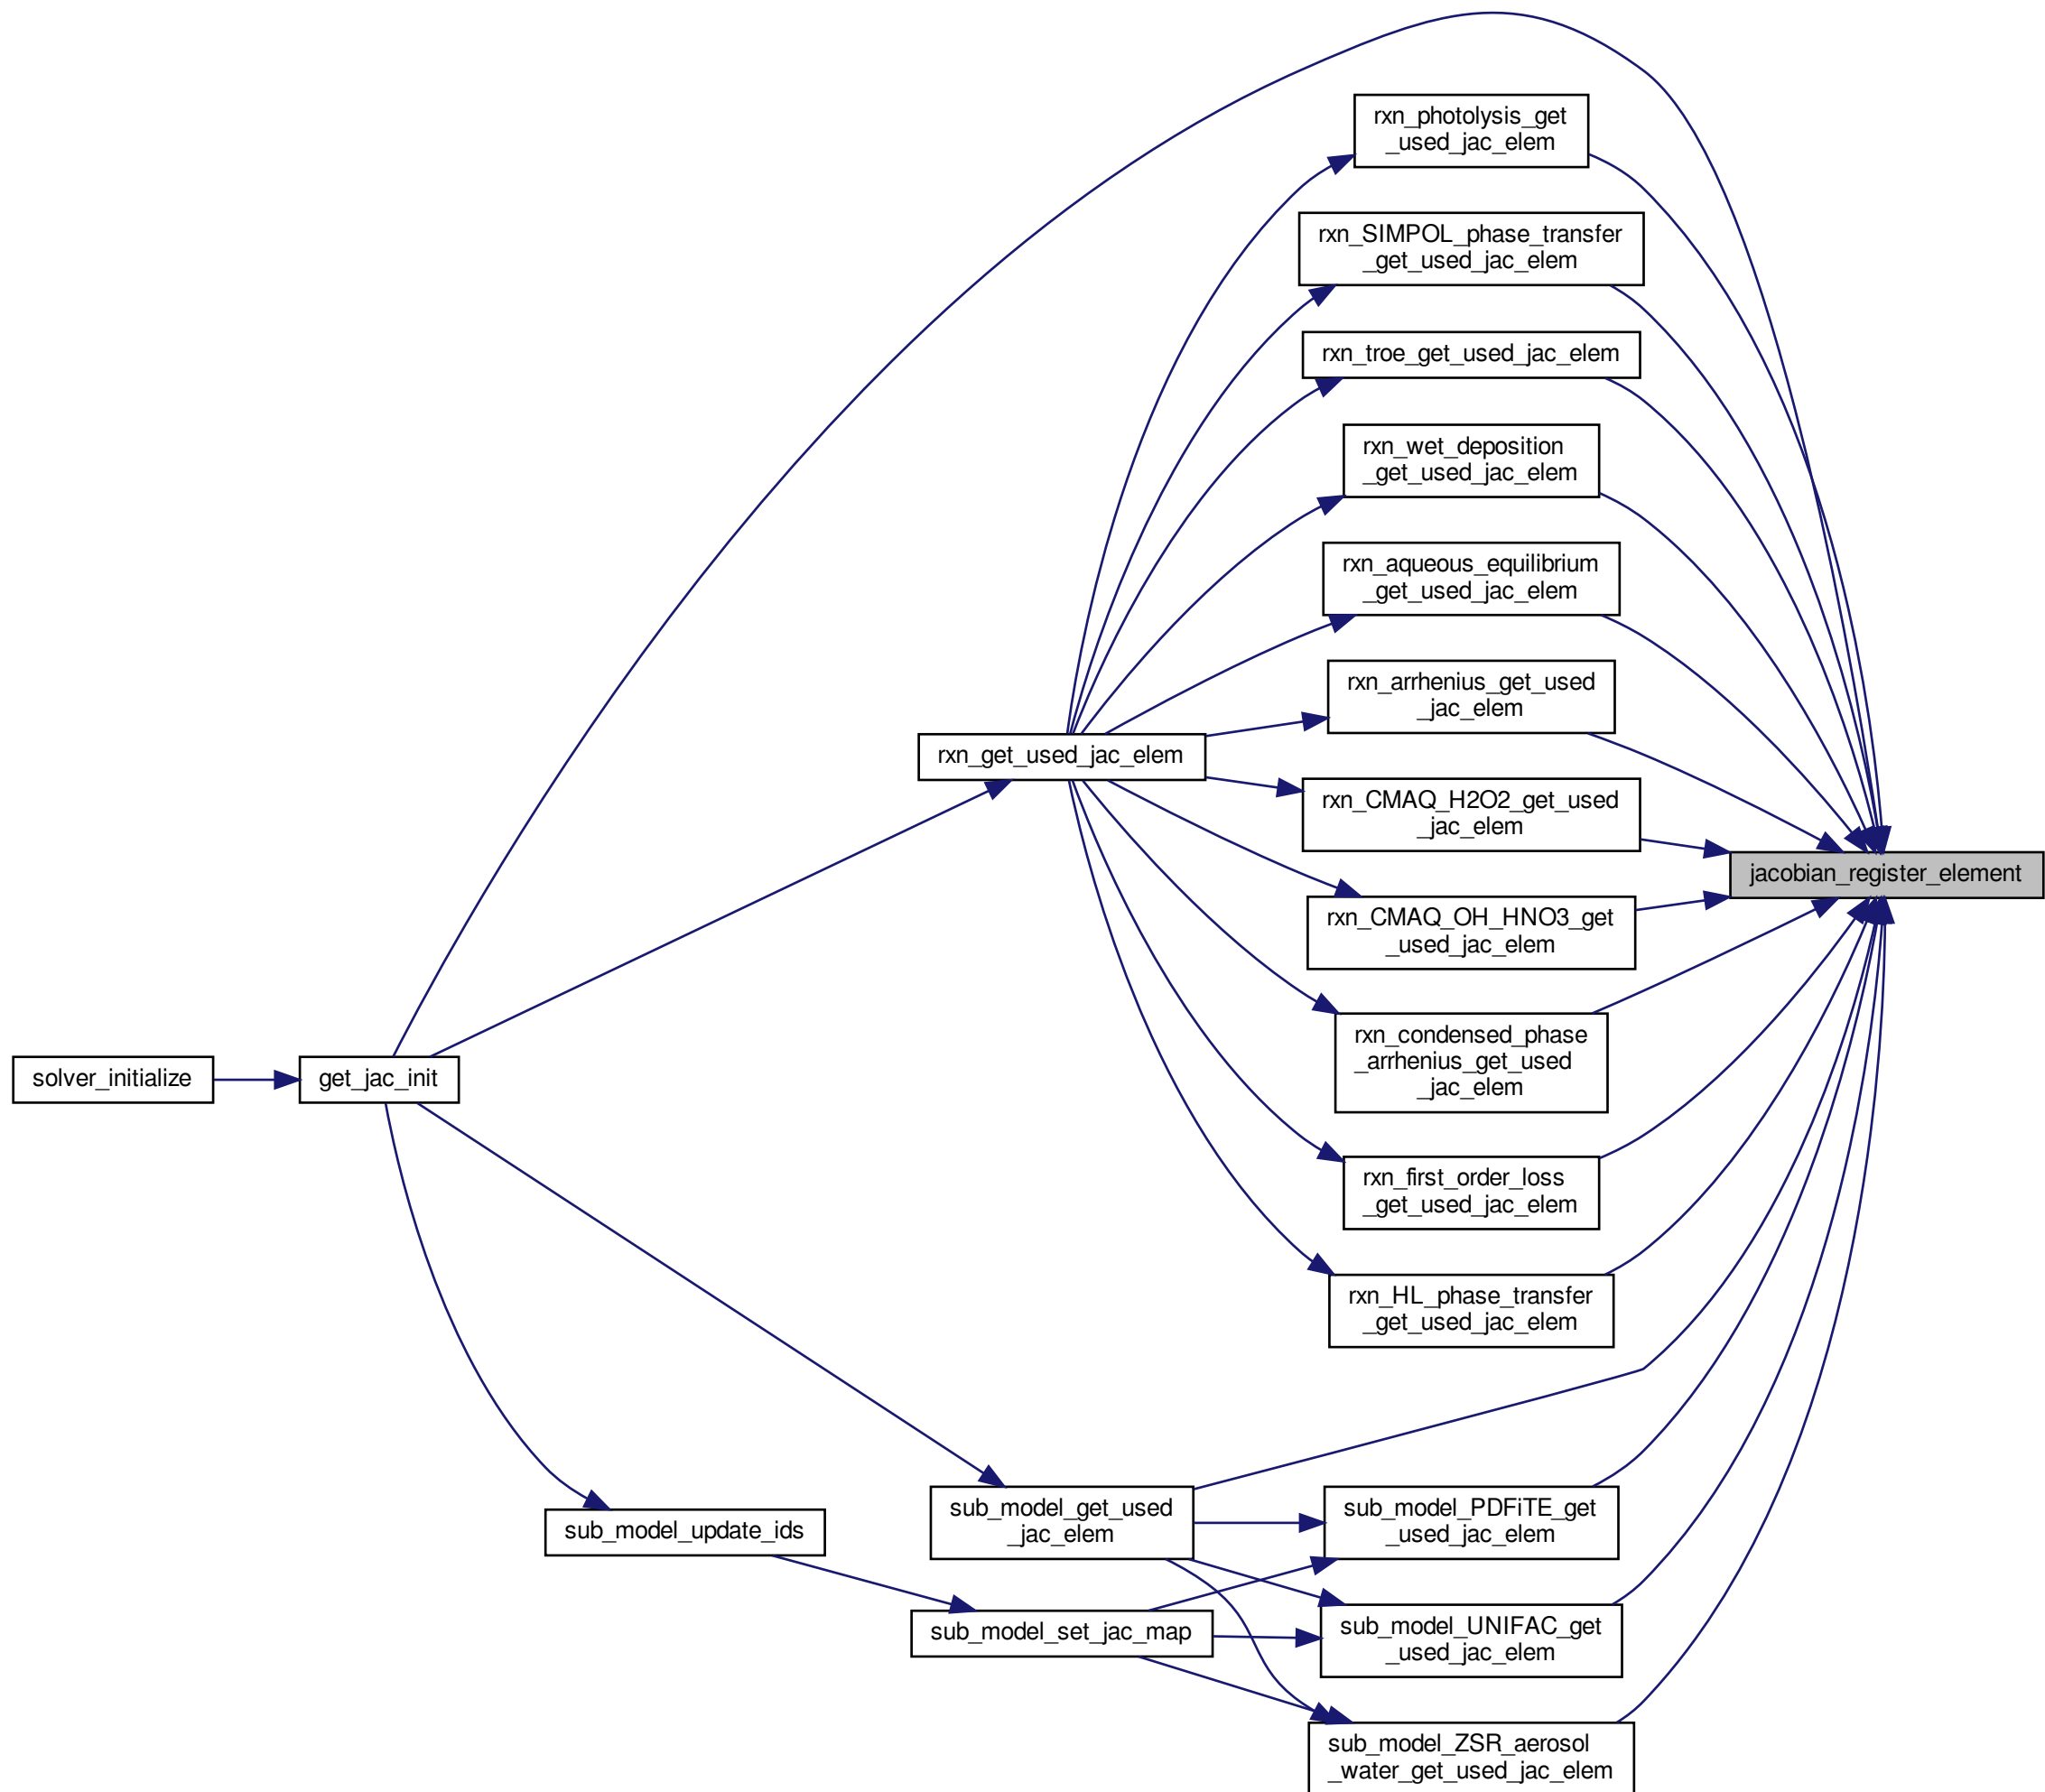 rxn_photolysis_get
_used_jac_elem
rxn_SIMPOL_phase_transfer
_get_used_jac_elem
rxn_troe_get_used_jac_elem
rxn_wet_deposition
_get_used_jac_elem
rxn_aqueous_equilibrium
_get_used_jac_elem
rxn_arrhenius_get_used
_jac_elem
rxn_get_used_jac_elem
rxn_CMAQ_H2O2_get_used
_jac_elem
jacobian_register_element
rxn_CMAQ_OH_HNO3_get
_used_jac_elem
rxn_condensed_phase
_arrhenius_get_used
_jac_elem
solver_initialize
get_jac_init
rxn_first_order_loss
_get_used_jac_elem
rxn_HL_phase_transfer
_get_used_jac_elem
sub_model_get_used
_jac_elem
sub_model_PDFiTE_get
_used_jac_elem
sub_model_update_ids
sub_model_set_jac_map
sub_model_UNIFAC_get
_used_jac_elem
sub_model_ZSR_aerosol
_water_get_used_jac_elem